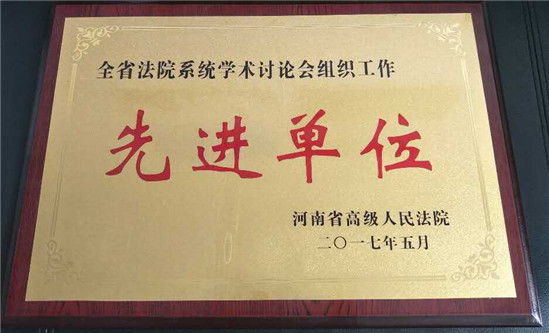 全省法院系统学术讨论会组织工作
先进单位
河南省高级人民法院
二〇一七年五月